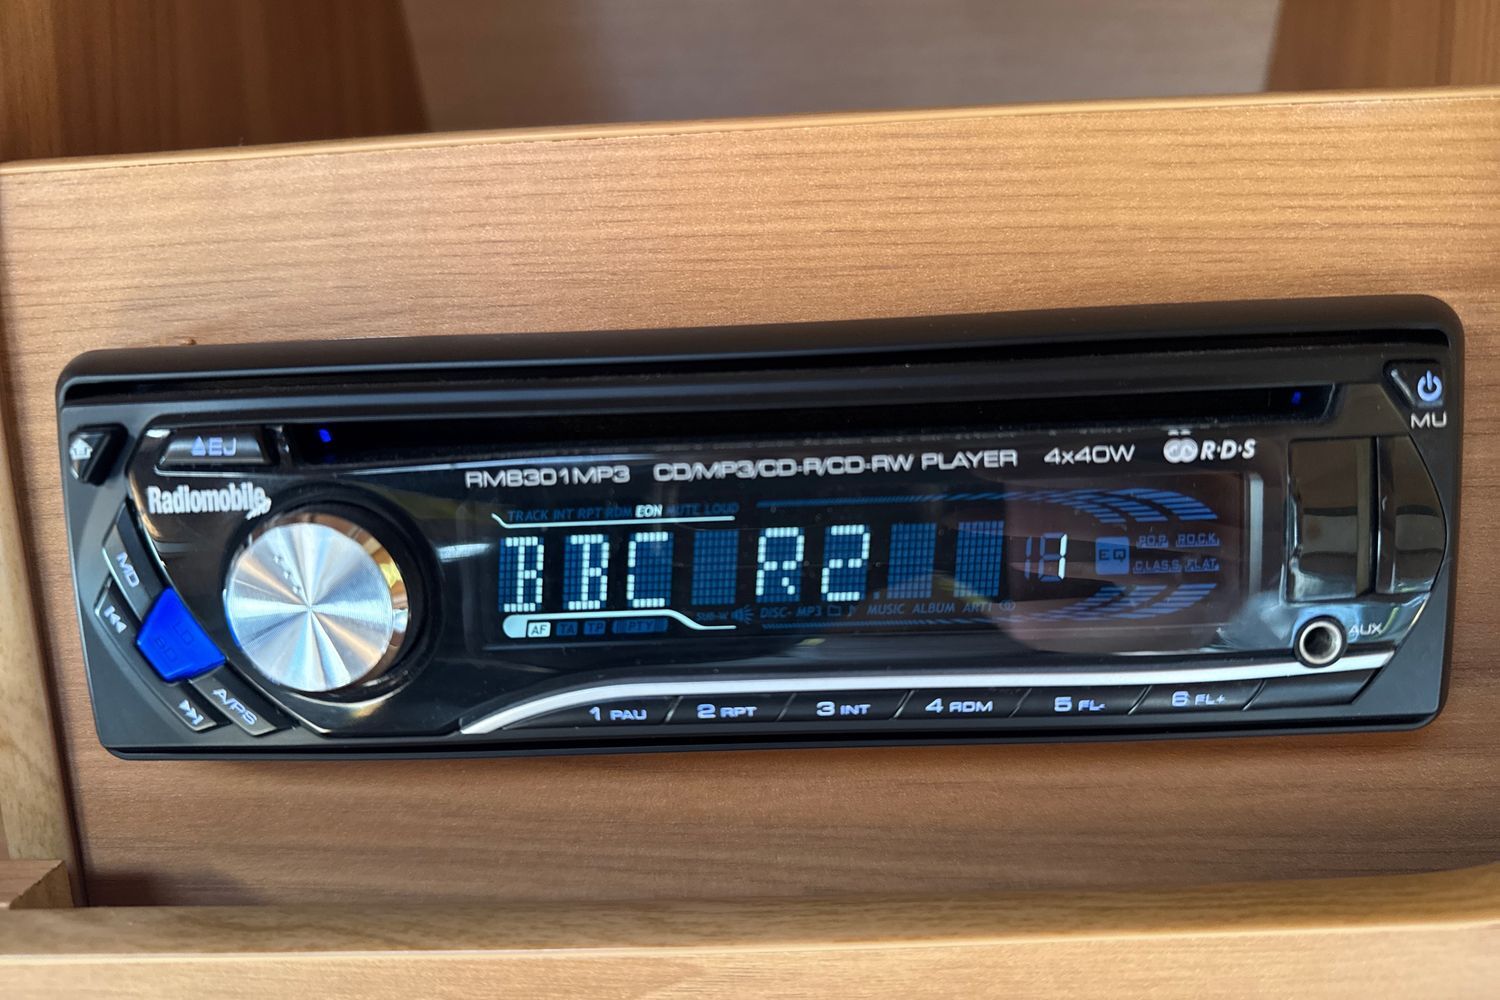 EJ
MU
RM8301MP3 CD/MP3/CD-R/CD-RW PLAYER 4x40W R·D·S
Radiomobile
TRACK INT RPT RDM EON MUTE LOUD
MD
BBC R2 1
EQ POP ROCK
CLASS FLAT
DISC- MP3 MUSIC ALBUM
AF TA TP PTY
BD
A/PS
AUX
1 PAU 2 RPT 3 INT 4 RDM 5 FL- 6 FL+